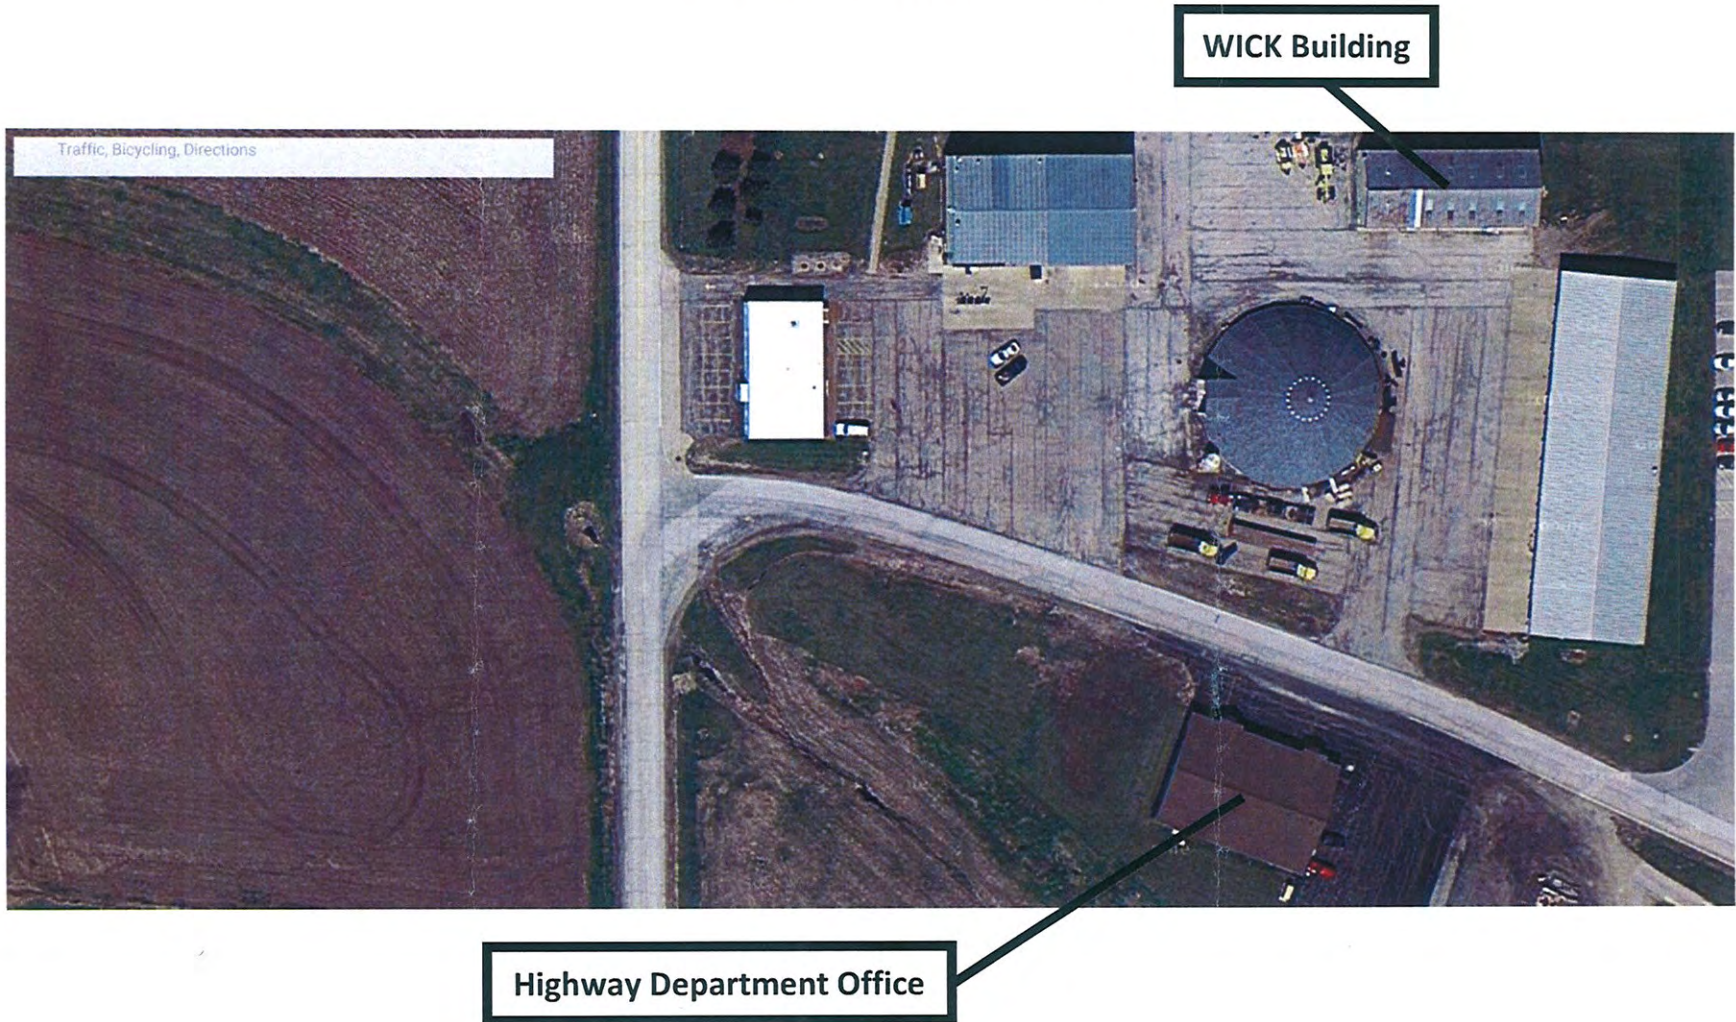 WICK Building
Traffic, Bicycling, Directions
Highway Department Office